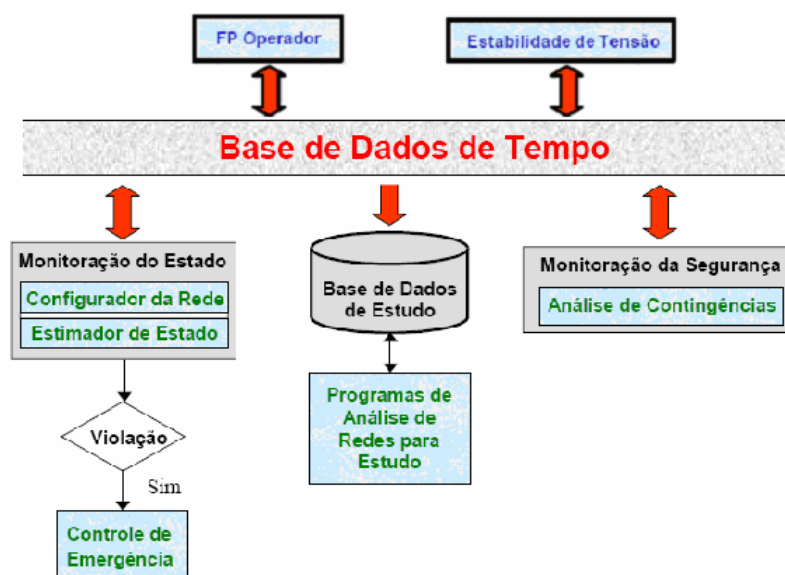 FP Operador
Estabilidade de Tensão
Base de Dados de Tempo
Monitoração do Estado
Configurador da Rede
Estimador de Estado
Base de Dados
de Estudo
Monitoração da Segurança
Análise de Contingências
Programas de
Análise de
Redes para
Estudo
Violação
Sim
Controle de
Emergência